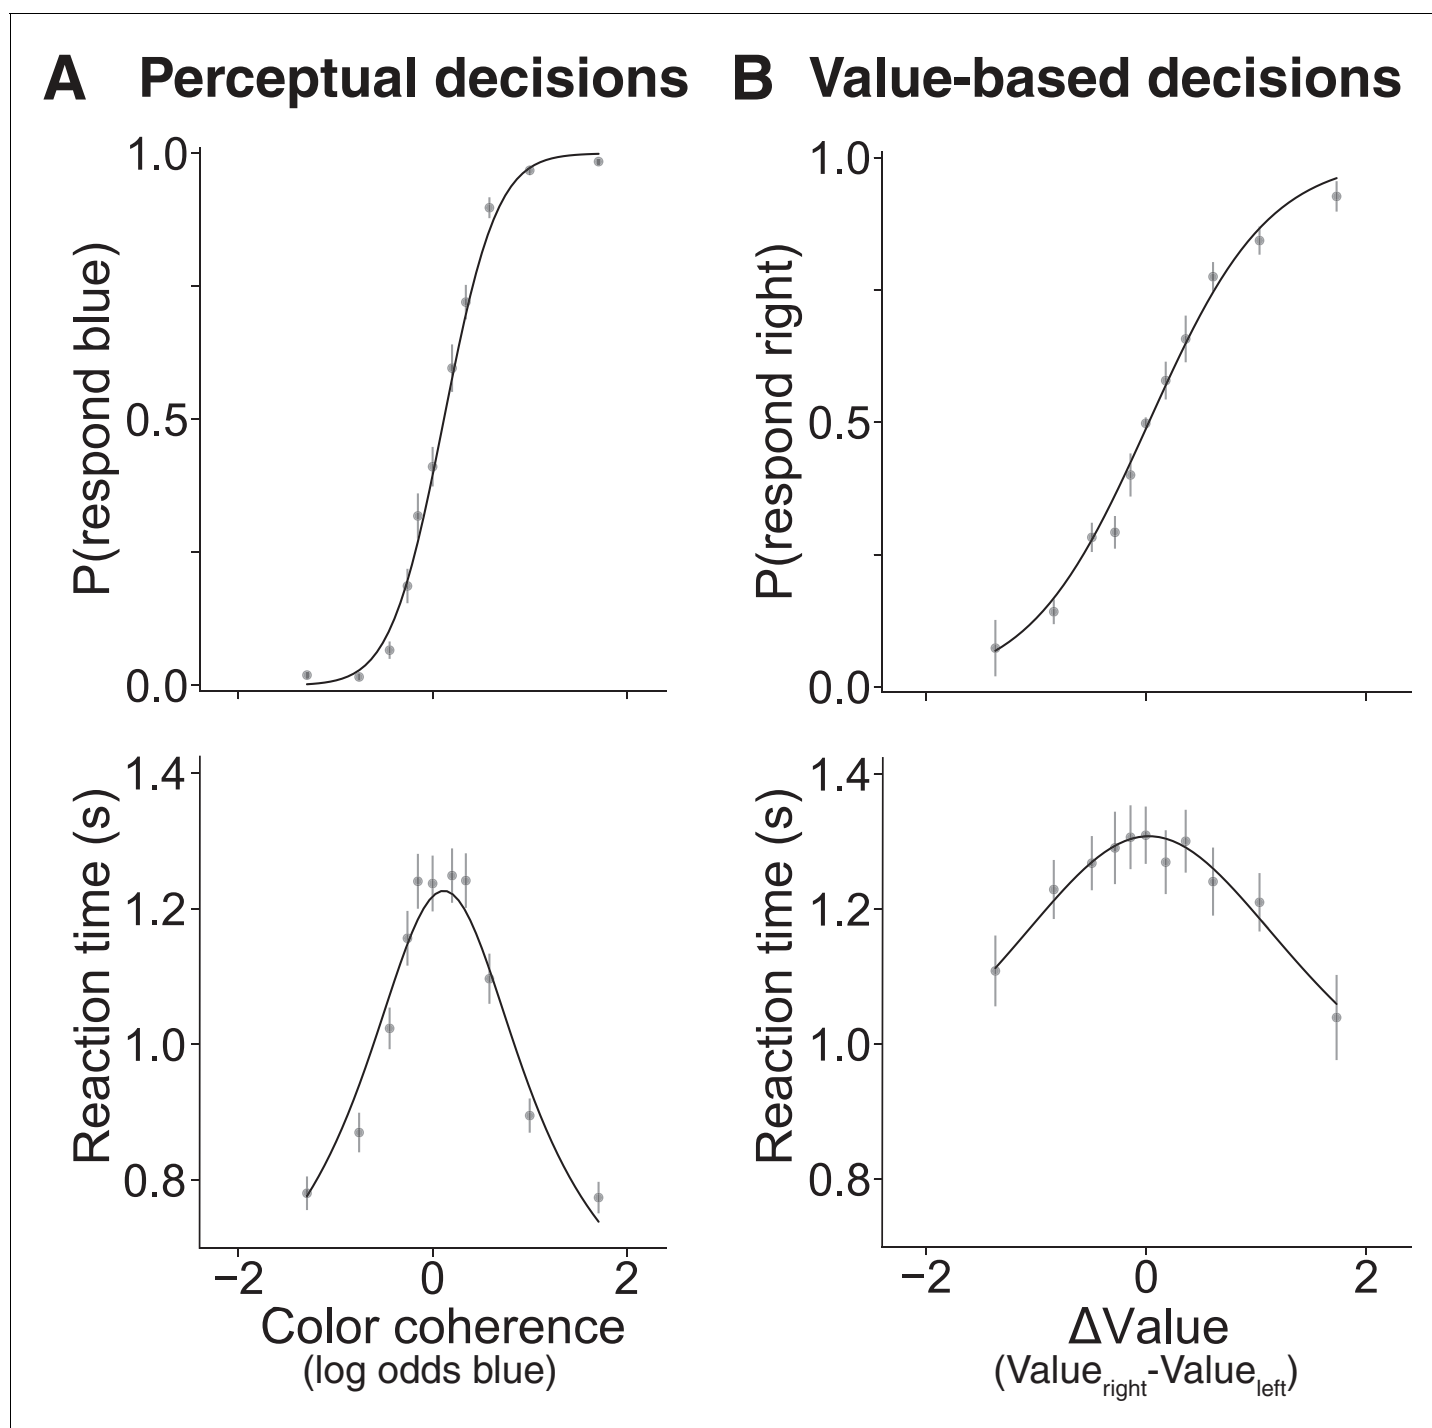 A Perceptual decisions
1.0
0.5
0.0
P(respond blue)
1.4
1.2
1.0
0.8
Reaction time (s)
−2 0 2
Color coherence
(log odds blue)
B Value-based decisions
1.0
0.5
0.0
P(respond right)
1.4
1.2
1.0
0.8
Reaction time (s)
−2 0 2
ΔValue
(Valueright-Valueleft)